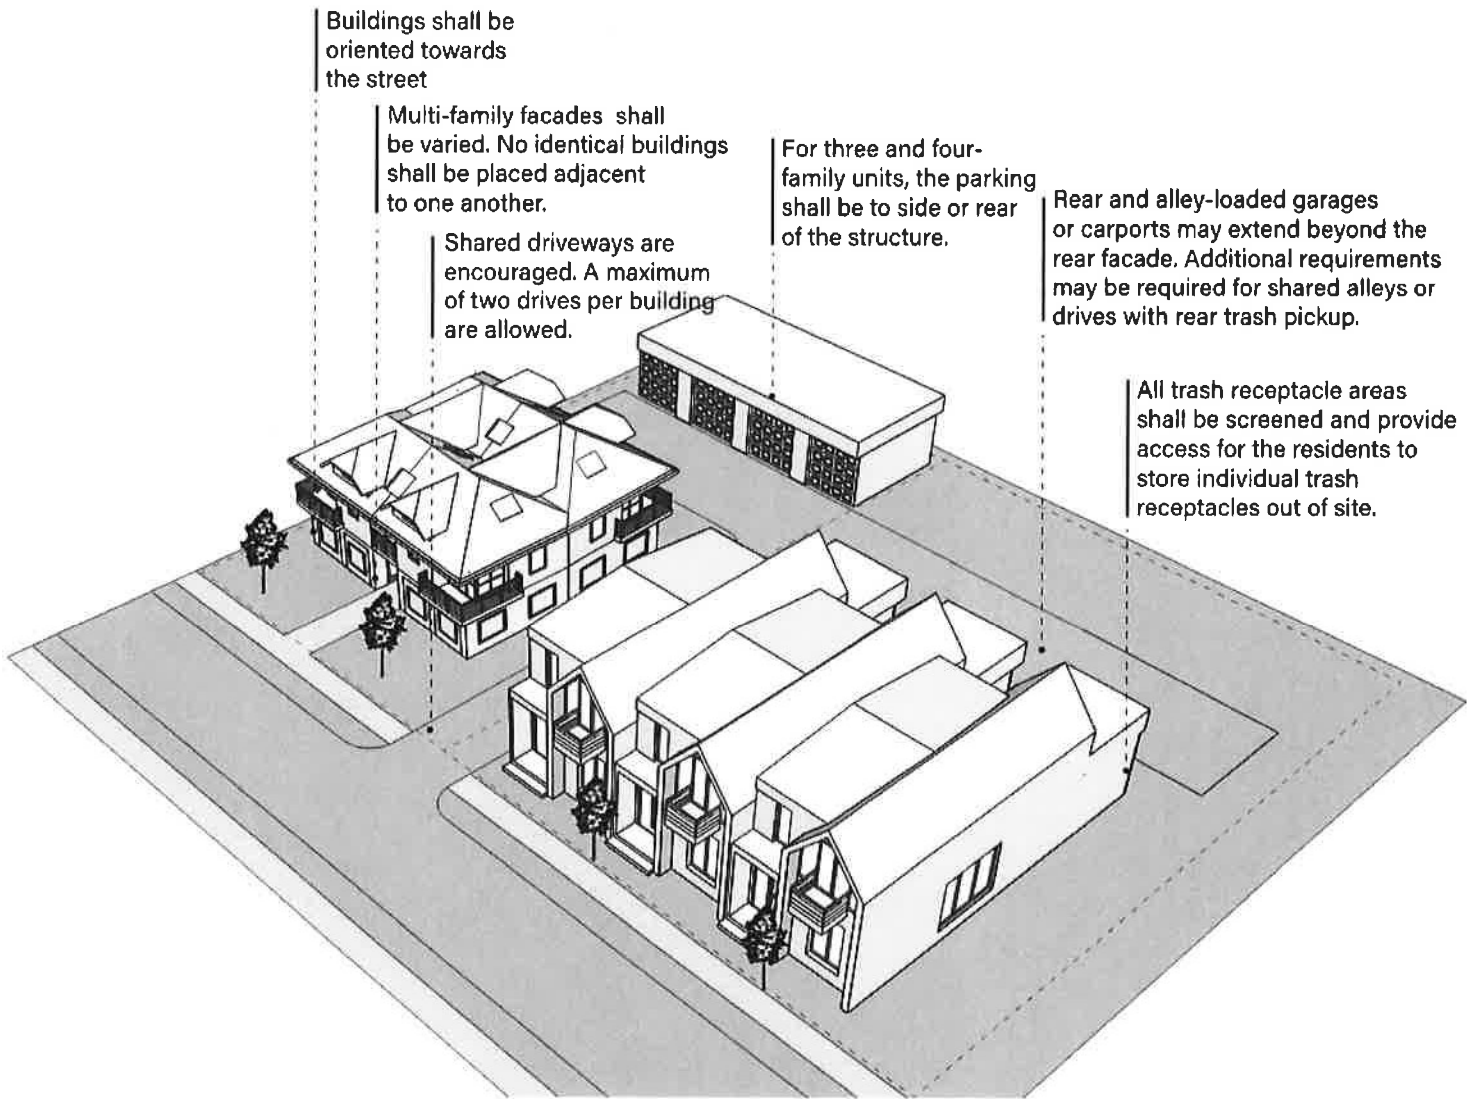 Buildings shall be
oriented towards
the street
Multi-family facades shall
be varied. No identical buildings
shall be placed adjacent
to one another.
Shared driveways are
encouraged. A maximum
of two drives per building
are allowed.
For three and four-
family units, the parking
shall be to side or rear
of the structure.
Rear and alley-loaded garages
or carports may extend beyond the
rear facade. Additional requirements
may be required for shared alleys or
drives with rear trash pickup.
All trash receptacle areas
shall be screened and provide
access for the residents to
store individual trash
receptacles out of site.